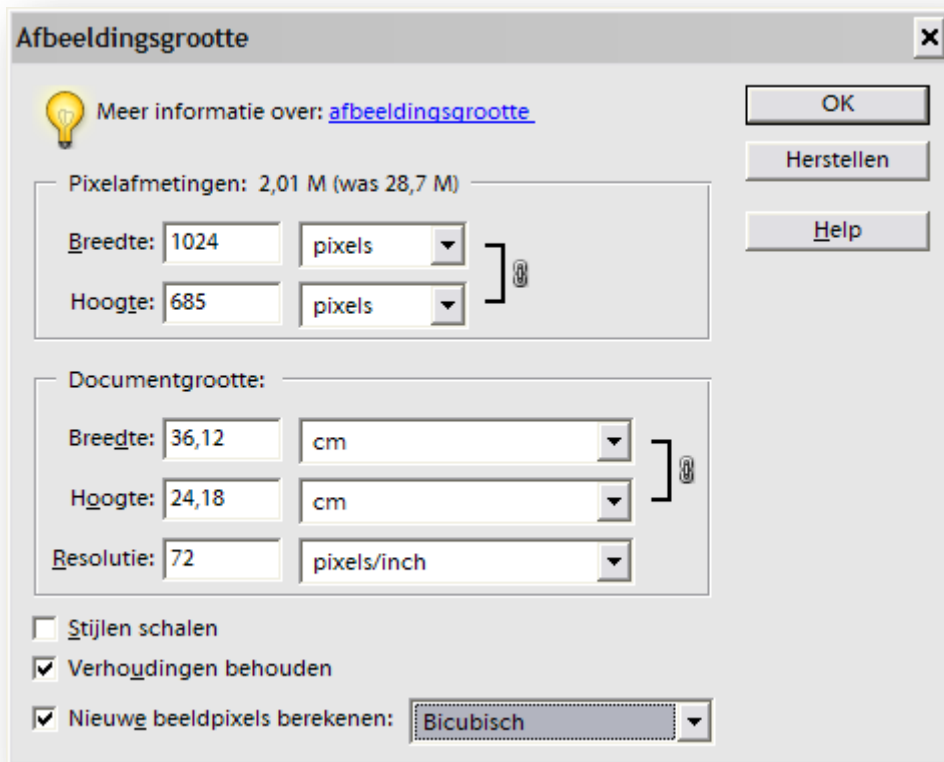 Afbeeldingsgrootte
Meer informatie over: afbeeldingsgrootte
OK
Herstellen
Help
Pixelafmetingen: 2,01 M (was 28,7 M)
Breedte: 1024 pixels
Hoogte: 685 pixels
Documentgrootte:
Breedte: 36,12 cm
Hoogte: 24,18 cm
Resolutie: 72 pixels/inch
Stijlen schalen
Verhoudingen behouden
Nieuwe beeldpixels berekenen: Bicubisch